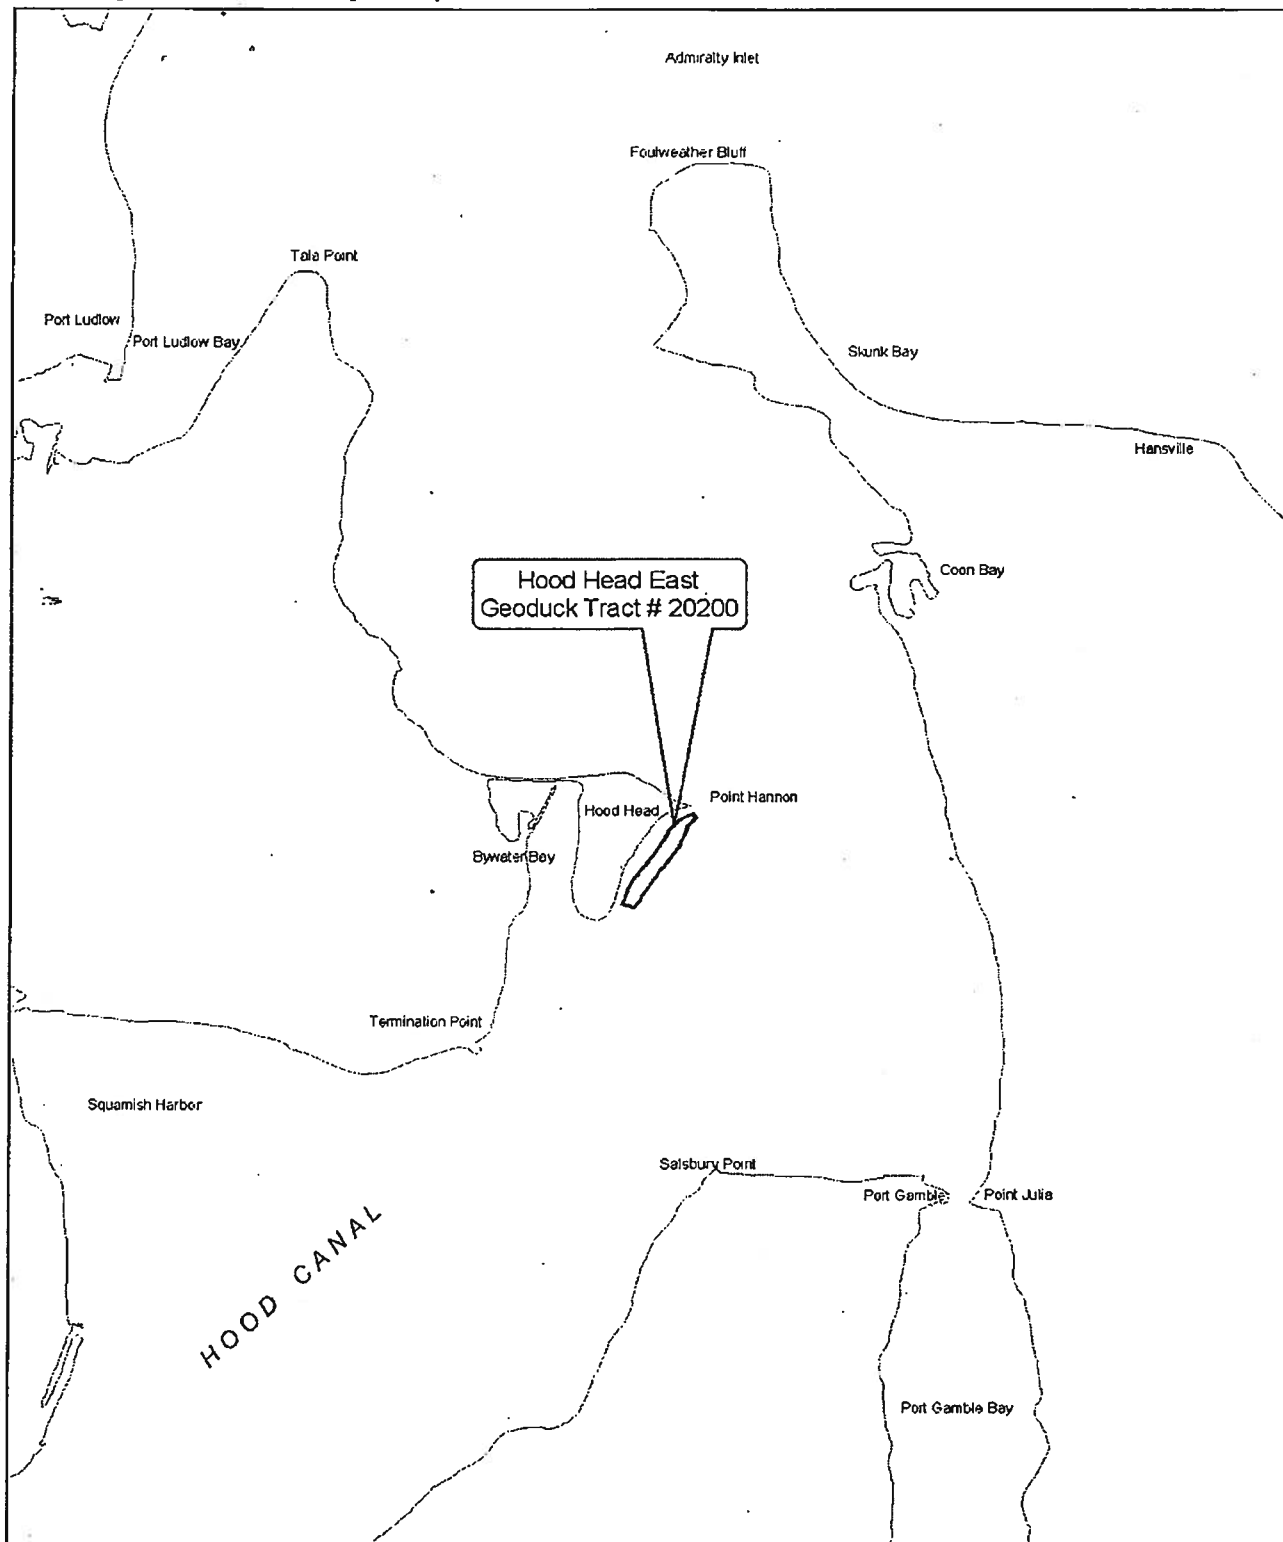 Admiralty Inlet
Foulweather Bluff
Tala Point
Port Ludlow
Port Ludlow Bay
Skunk Bay
Hansville
Hood Head East
Geoduck Tract # 20200
Coon Bay
Point Hannon
Hood Head
Bywater Bay
Termination Point
Squamish Harbor
Salsbury Point
Port Gamble
Point Julia
HOOD CANAL
Port Gamble Bay